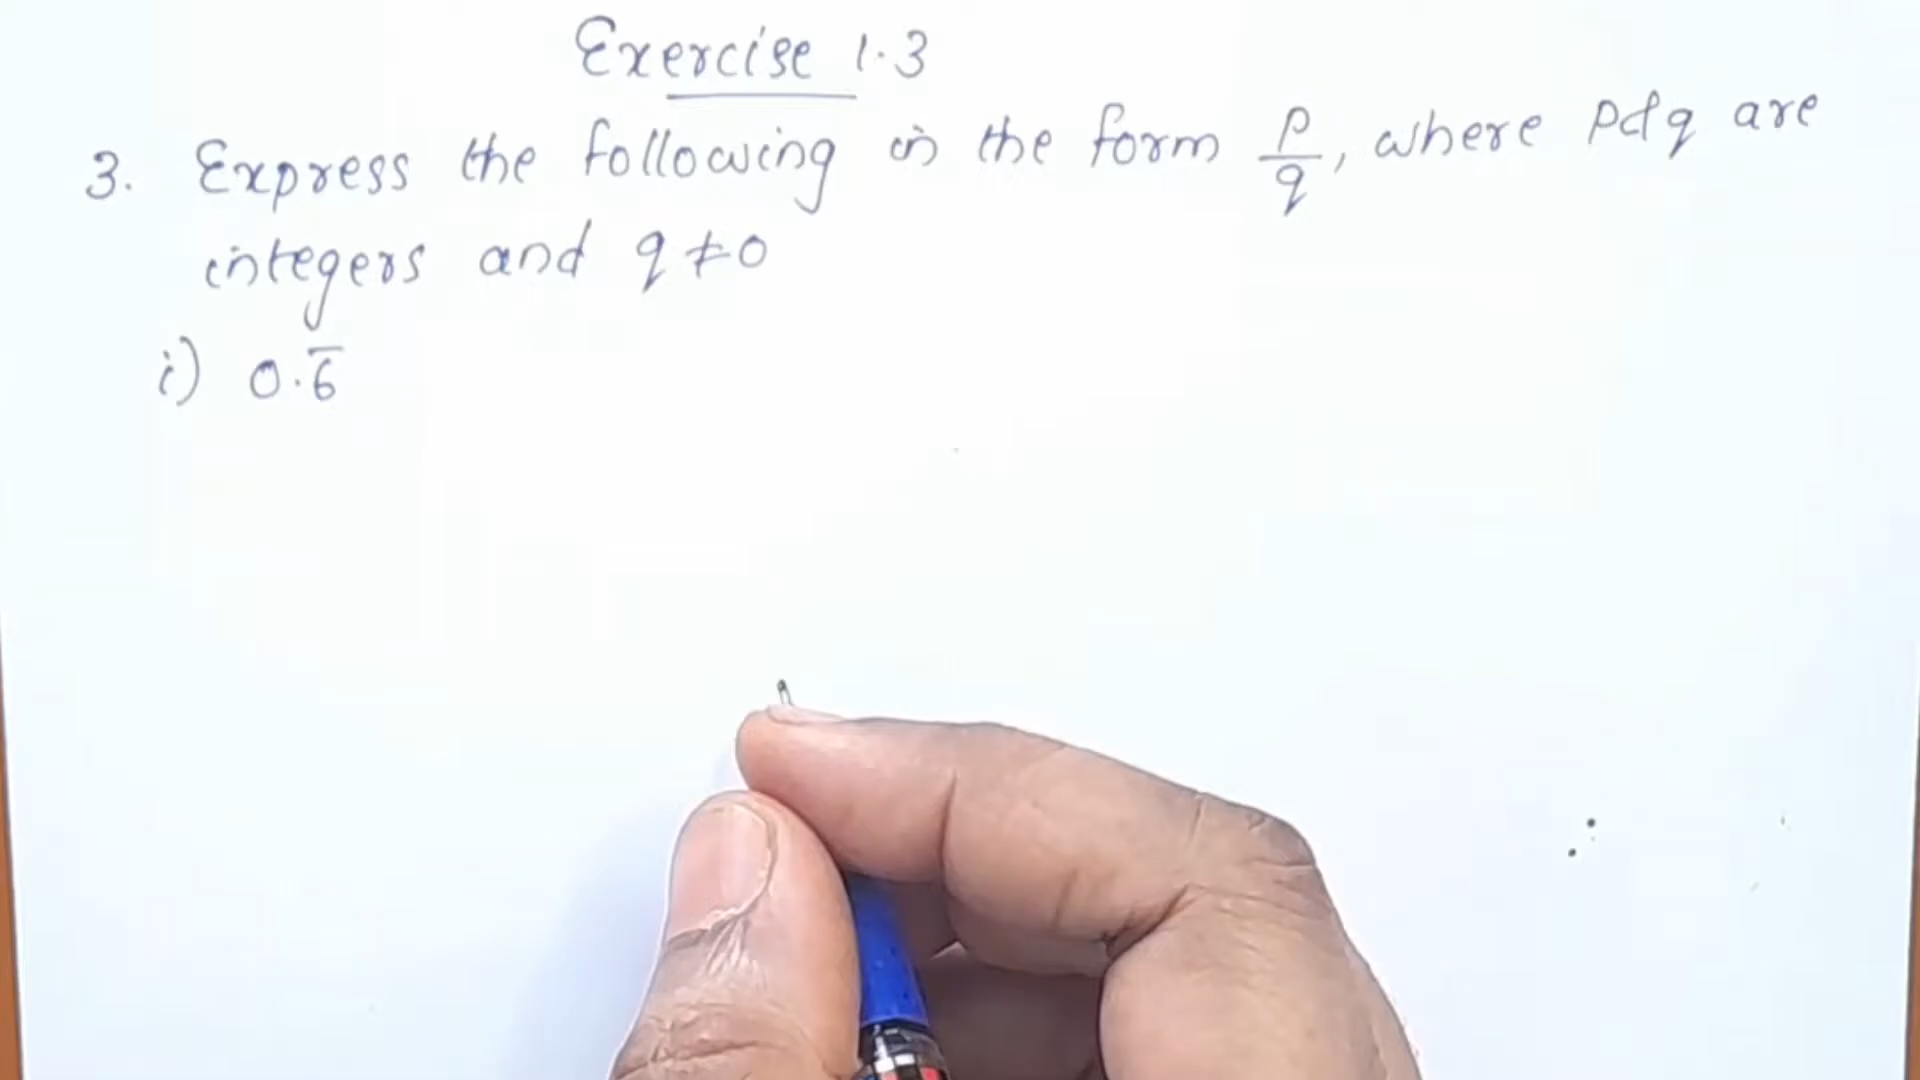 Exercise 1.3
3. Express the following in the form p/q, where p & q are
integers and q ≠ 0
i) 0.6̅